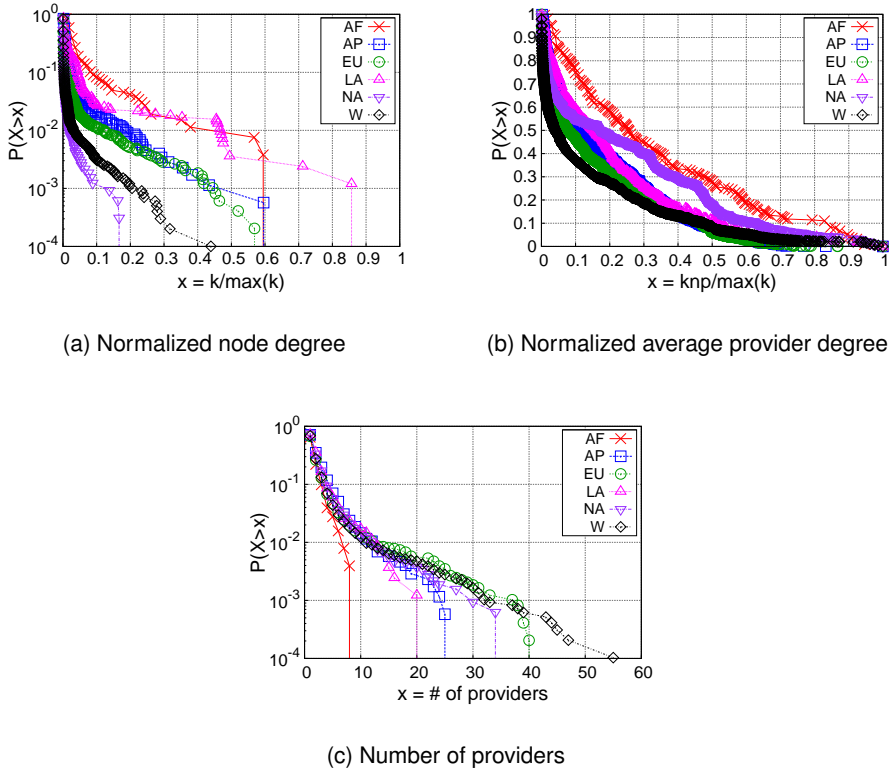 10^0
10^-1
10^-2
10^-3
10^-4
P(X>x)
0 0.1 0.2 0.3 0.4 0.5 0.6 0.7 0.8 0.9 1
x = k/max(k)
AF
AP
EU
LA
NA
W
(a) Normalized node degree
1
0.9
0.8
0.7
0.6
0.5
0.4
0.3
0.2
0.1
0
P(X>x)
0 0.1 0.2 0.3 0.4 0.5 0.6 0.7 0.8 0.9 1
x = knp/max(k)
AF
AP
EU
LA
NA
W
(b) Normalized average provider degree
10^0
10^-1
10^-2
10^-3
10^-4
P(X>x)
0 10 20 30 40 50 60
x = # of providers
AF
AP
EU
LA
NA
W
(c) Number of providers